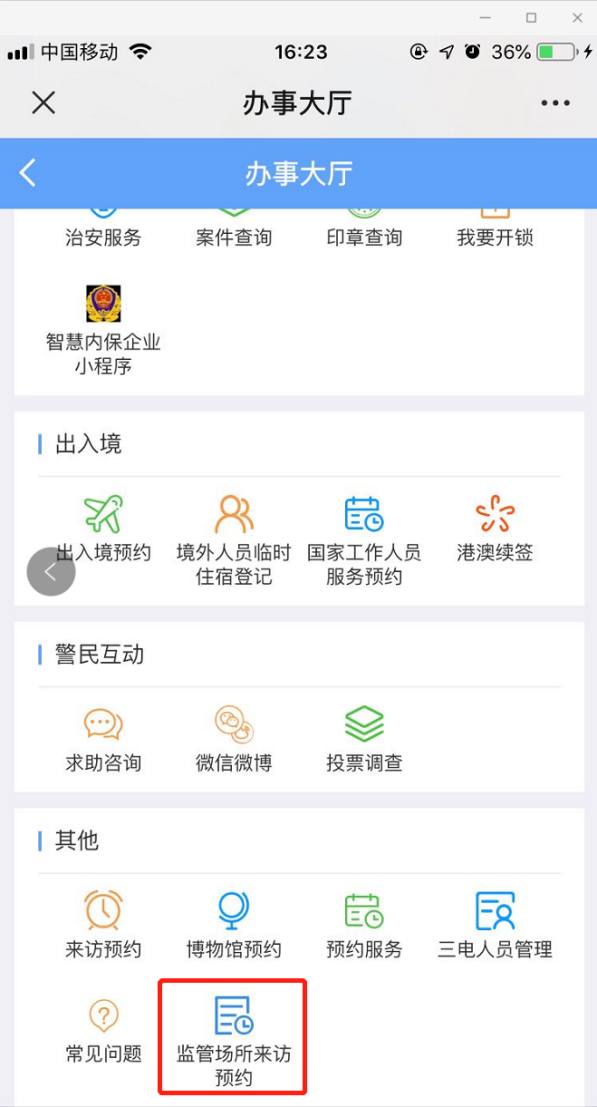 中国移动 16:23 36%
办事大厅
办事大厅
治安服务 案件查询 印章查询 我要开锁
智慧内保企业
小程序
出入境
出入境预约 境外人员临时 国家工作人员 港澳续签
住宿登记 服务预约
警民互动
求助咨询 微信微博 投票调查
其他
来访预约 博物馆预约 预约服务 三电人员管理
常见问题 监管场所来访
预约